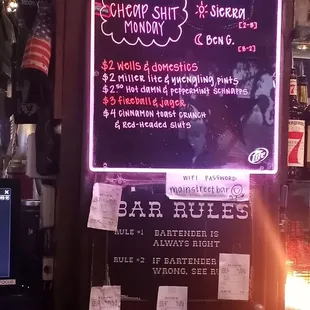 CHEAP SHIT
MONDAY
Sierra
[2-8]
Ben G.
[8-2]
$2 Wells & domestics
$2 Miller lite & yuengling pints
$2.50 Hot damn & peppermint schnapps
$3 fireball & jager
$4 cinnamon toast crunch
& Red-Headed Sluts
Miller
WIFI PASSWORD
mainstreetbar
BAR RULES
RULE #1 BARTENDER IS
ALWAYS RIGHT
RULE #2 IF BARTENDER
WRONG, SEE